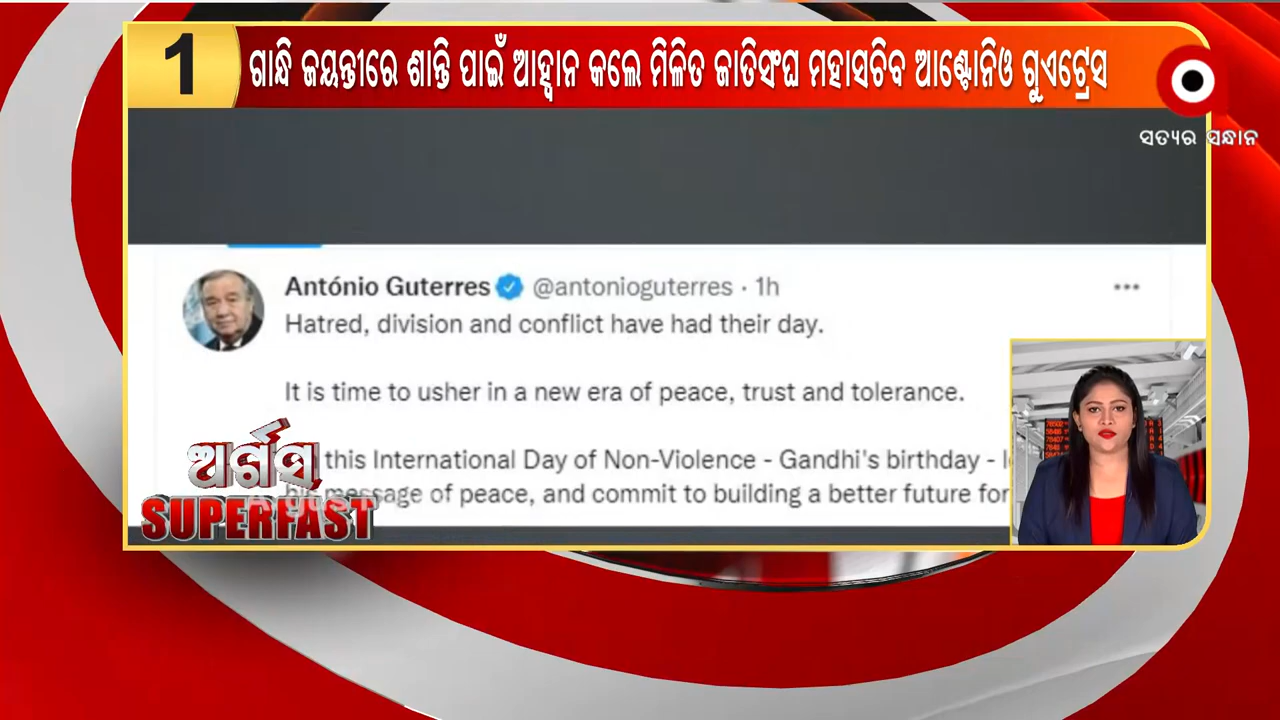 1
ଗାନ୍ଧି ଜୟନ୍ତୀରେ ଶାନ୍ତି ପାଇଁ ଆହ୍ୱାନ କଲେ ମିଳିତ ଜାତିସଂଘ ମହାସଚିବ ଆଣ୍ଟୋନିଓ ଗୁଏଟ୍ରେସ
ସତ୍ୟର ସନ୍ଧାନ
António Guterres @antonioguterres · 1h
Hatred, division and conflict have had their day.
It is time to usher in a new era of peace, trust and tolerance.
this International Day of Non-Violence - Gandhi's birthday -
message of peace, and commit to building a better future for
ଅର୍ଗସ୍
SUPERFAST